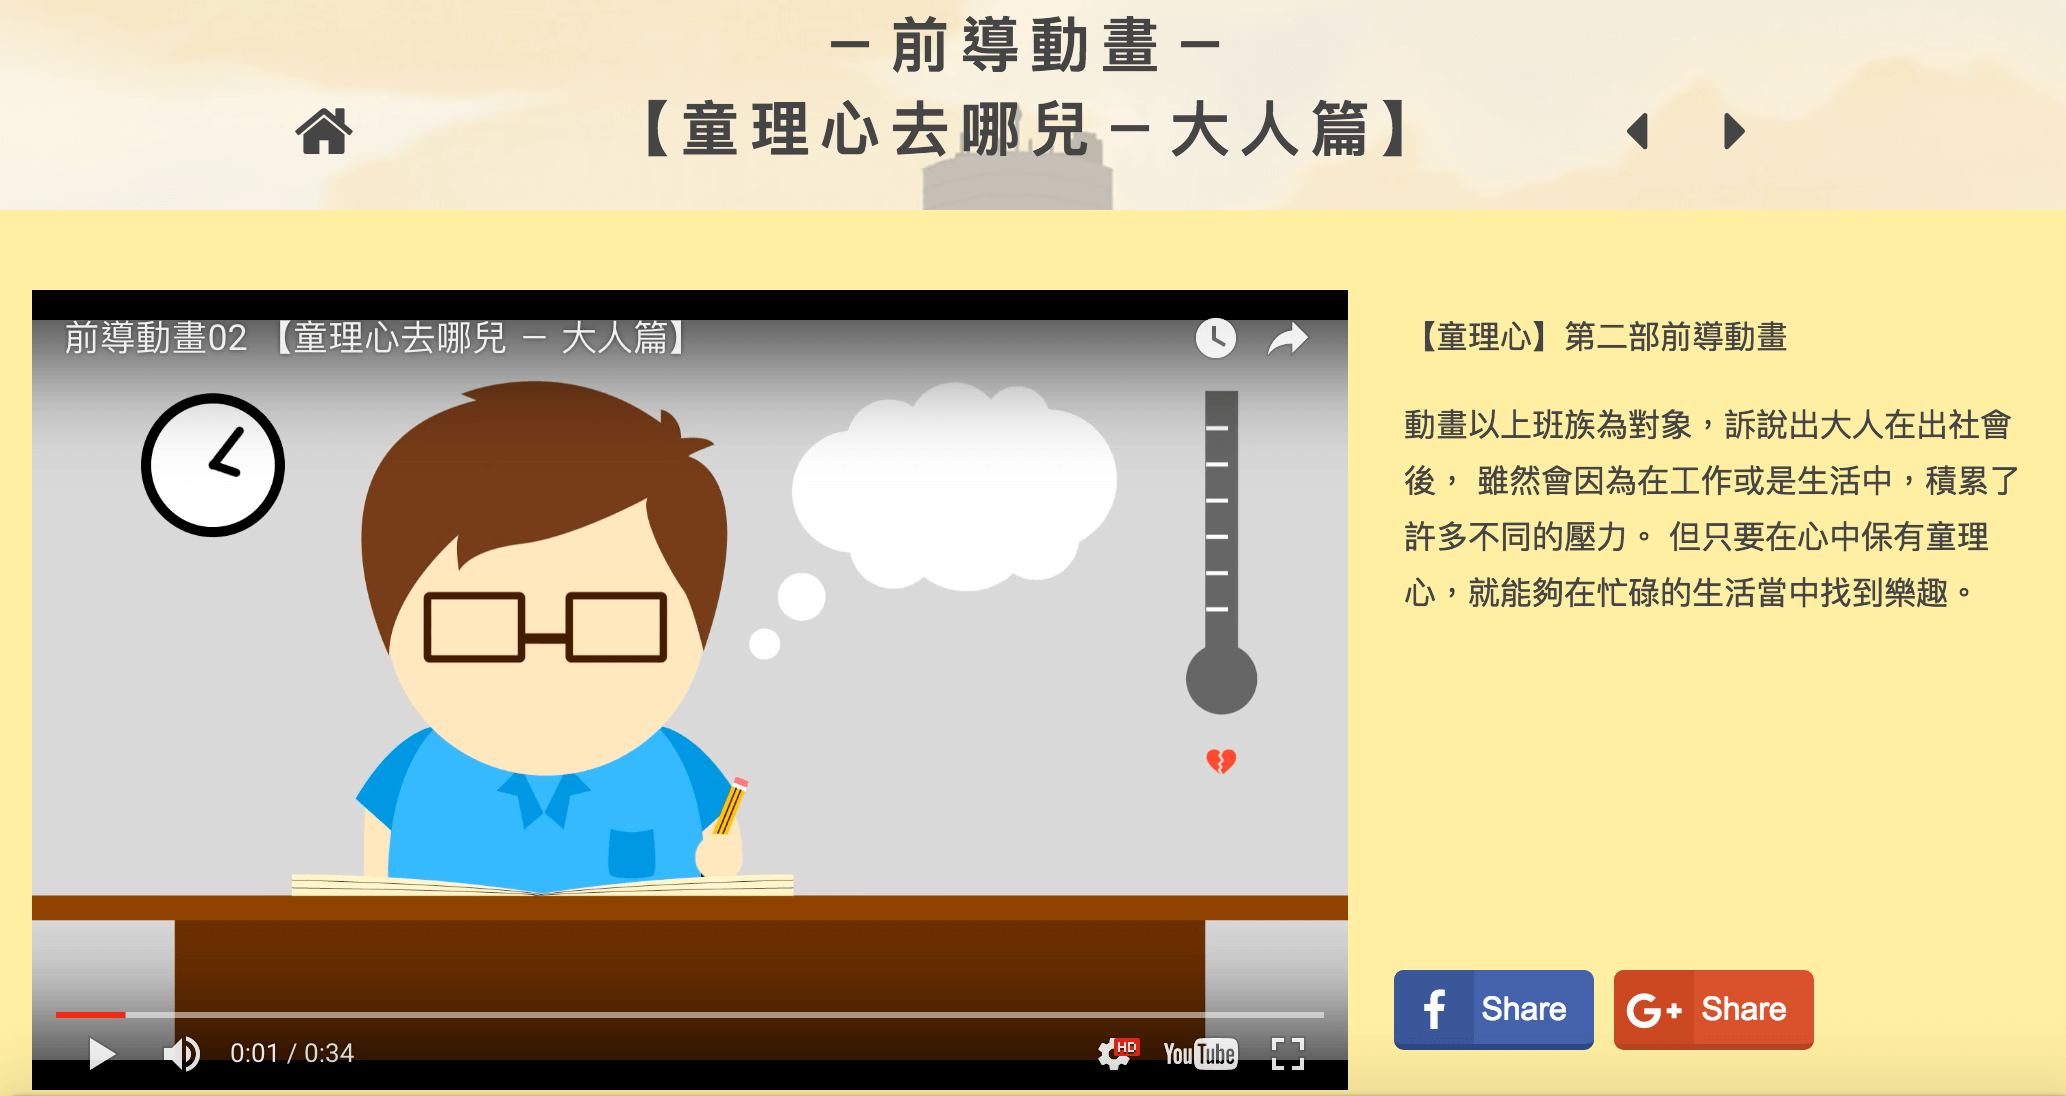 －前導動畫－
【童理心去哪兒－大人篇】
前導動畫02 【童理心去哪兒 － 大人篇】
【童理心】第二部前導動畫
動畫以上班族為對象，訴說出大人在出社會
後， 雖然會因為在工作或是生活中，積累了
許多不同的壓力。 但只要在心中保有童理
心，就能夠在忙碌的生活當中找到樂趣。
0:01 / 0:34
HD
YouTube
f Share
G+ Share